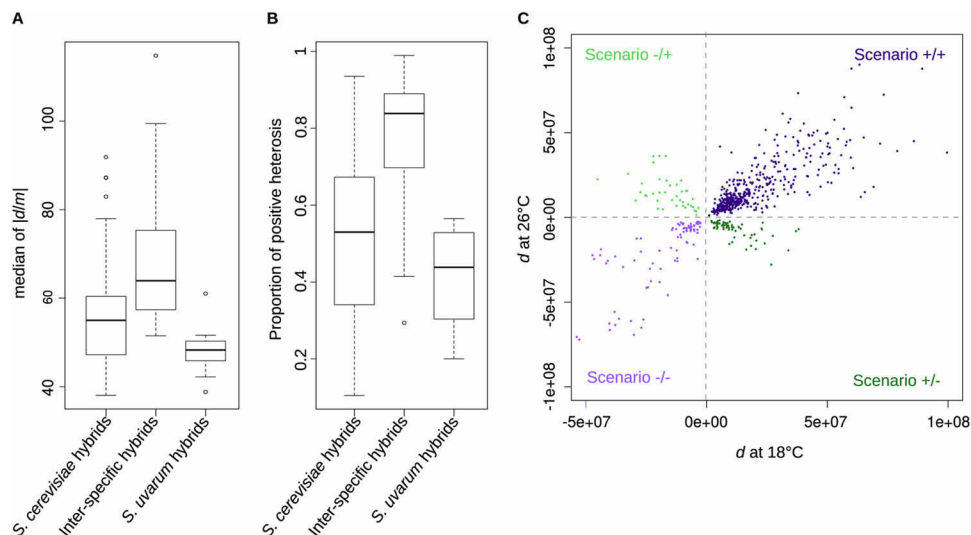 A
median of |d/m|
40
60
80
100
S. cerevisiae hybrids
Inter-specific hybrids
S. uvarum hybrids
B
Proportion of positive heterosis
0.2
0.4
0.6
0.8
1
S. cerevisiae hybrids
Inter-specific hybrids
S. uvarum hybrids
C
Scenario -/+
Scenario +/+
Scenario -/-
Scenario +/-
d at 26°C
1e+08
5e+07
0e+00
-5e+07
-1e+08
-5e+07
0e+00
5e+07
1e+08
d at 18°C